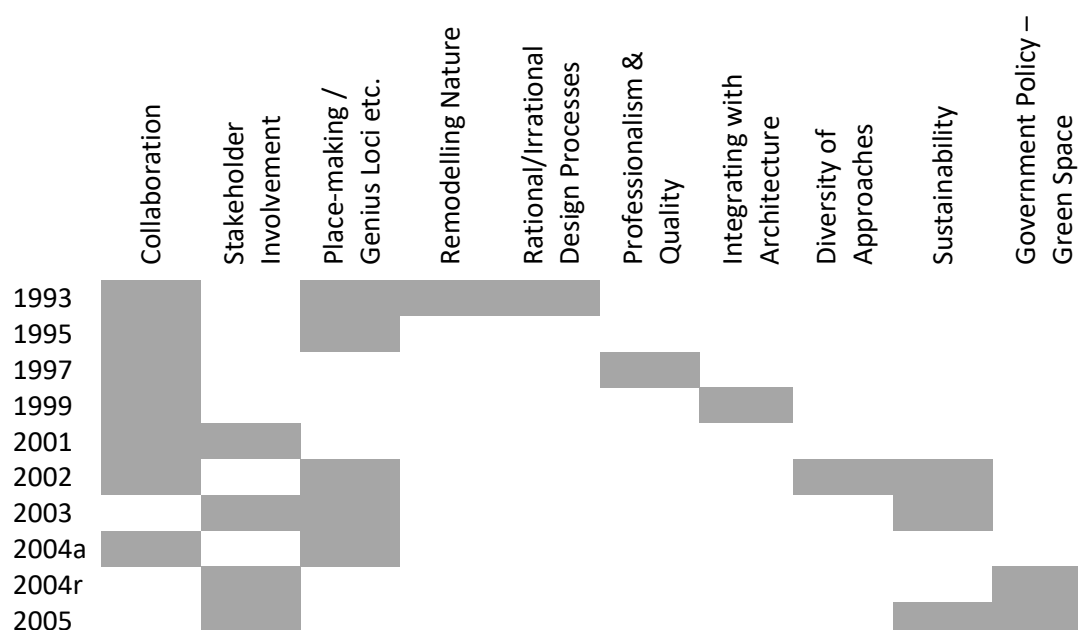 Collaboration
Stakeholder
Involvement
Place-making /
Genius Loci etc.
Remodelling Nature
Rational/Irrational
Design Processes
Professionalism &
Quality
Integrating with
Architecture
Diversity of
Approaches
Sustainability
Government Policy –
Green Space
1993
1995
1997
1999
2001
2002
2003
2004a
2004r
2005